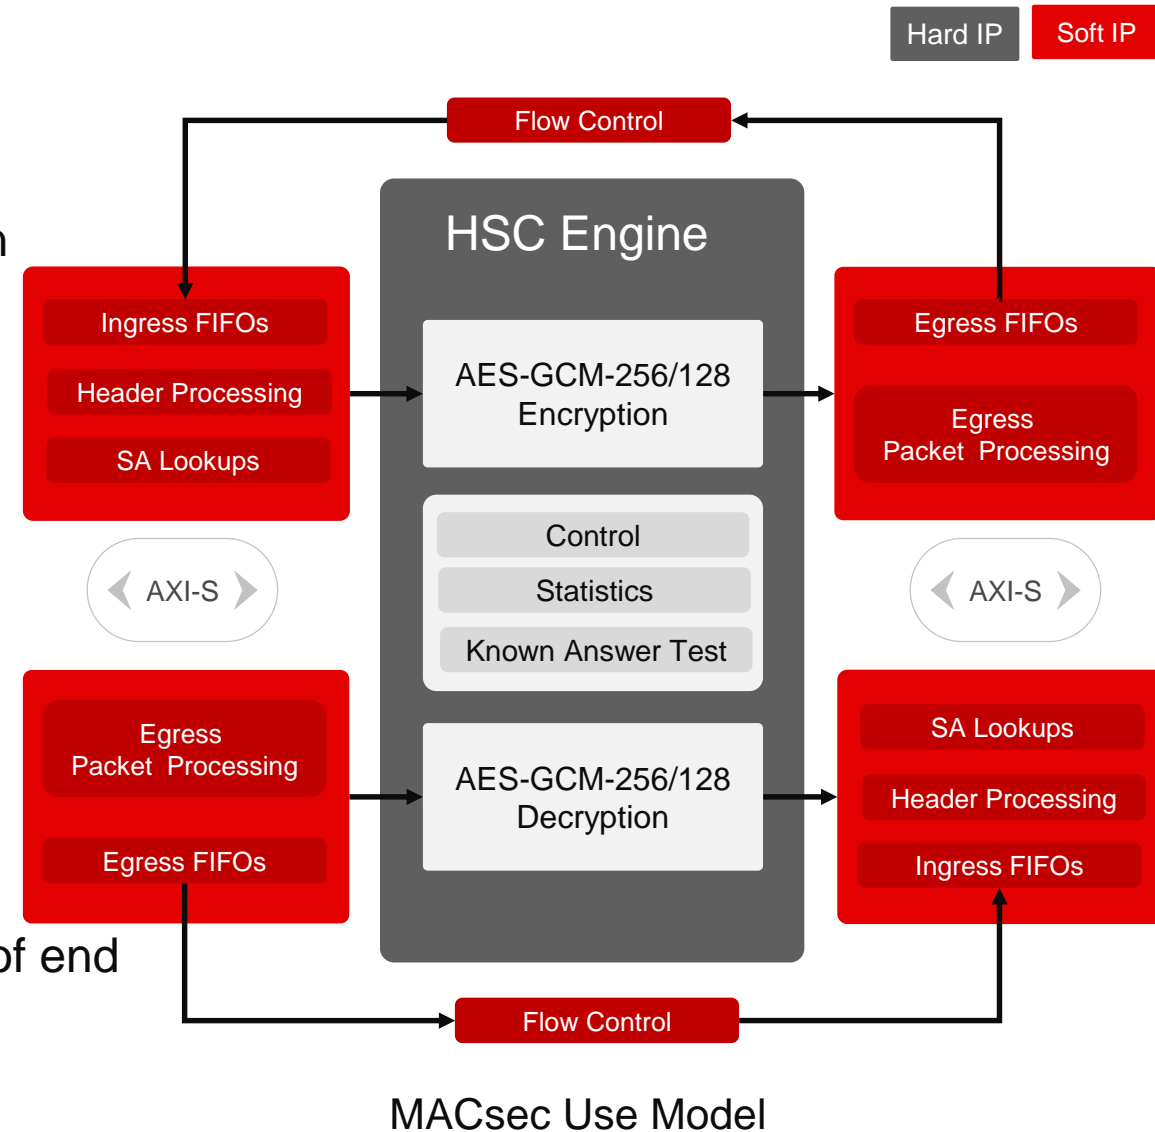 Hard IP
Soft IP
Flow Control
HSC Engine
n
Ingress FIFOs
Header Processing
SA Lookups
AES-GCM-256/128
Encryption
Egress FIFOs
Egress
Packet Processing
Control
Statistics
Known Answer Test
AXI-S
AXI-S
Egress
Packet Processing
Egress FIFOs
AES-GCM-256/128
Decryption
SA Lookups
Header Processing
Ingress FIFOs
of end
Flow Control
MACsec Use Model